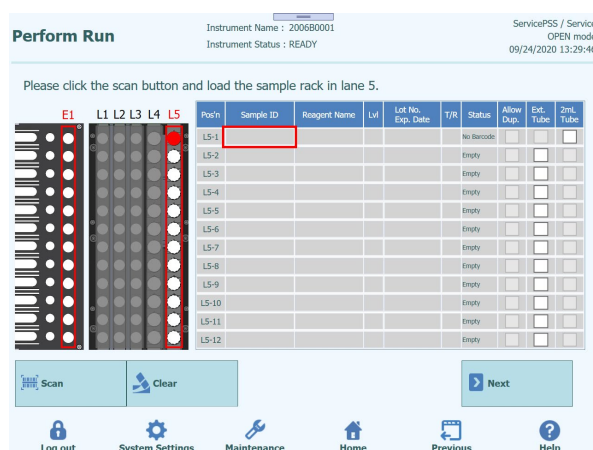 Perform Run
Instrument Name : 2006B0001
Instrument Status : READY
ServicePSS / Service
OPEN mode
09/24/2020 13:29:46
Please click the scan button and load the sample rack in lane 5.
E1 L1 L2 L3 L4 L5
Pos'n Sample ID Reagent Name Lvl Lot No. Exp. Date T/R Status Allow Dup. Ext. Tube 2mL Tube
L5-1 No Barcode
L5-2 Empty
L5-3 Empty
L5-4 Empty
L5-5 Empty
L5-6 Empty
L5-7 Empty
L5-8 Empty
L5-9 Empty
L5-10 Empty
L5-11 Empty
L5-12 Empty
Scan Clear Next
Log out System Settings Maintenance Home Previous Help